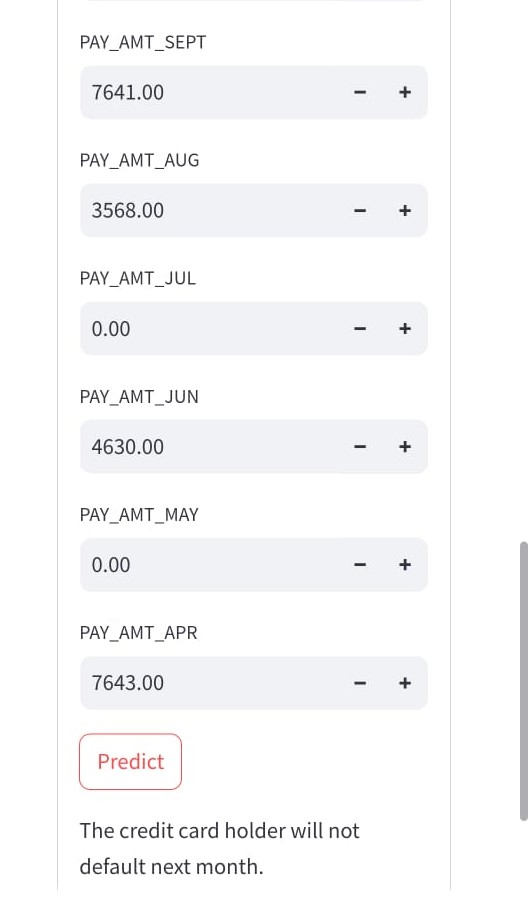 PAY_AMT_SEPT
7641.00 − +
PAY_AMT_AUG
3568.00 − +
PAY_AMT_JUL
0.00 − +
PAY_AMT_JUN
4630.00 − +
PAY_AMT_MAY
0.00 − +
PAY_AMT_APR
7643.00 − +
Predict
The credit card holder will not
default next month.